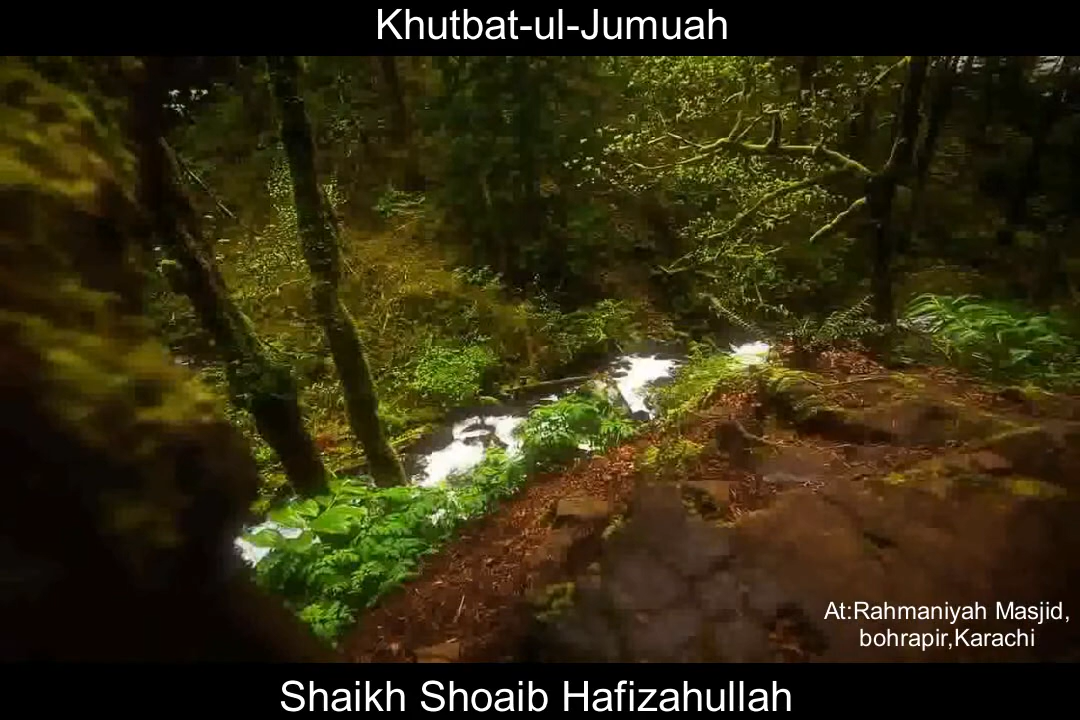 Khutbat-ul-Jumuah
At:Rahmaniyah Masjid,
bohrapir,Karachi
Shaikh Shoaib Hafizahullah